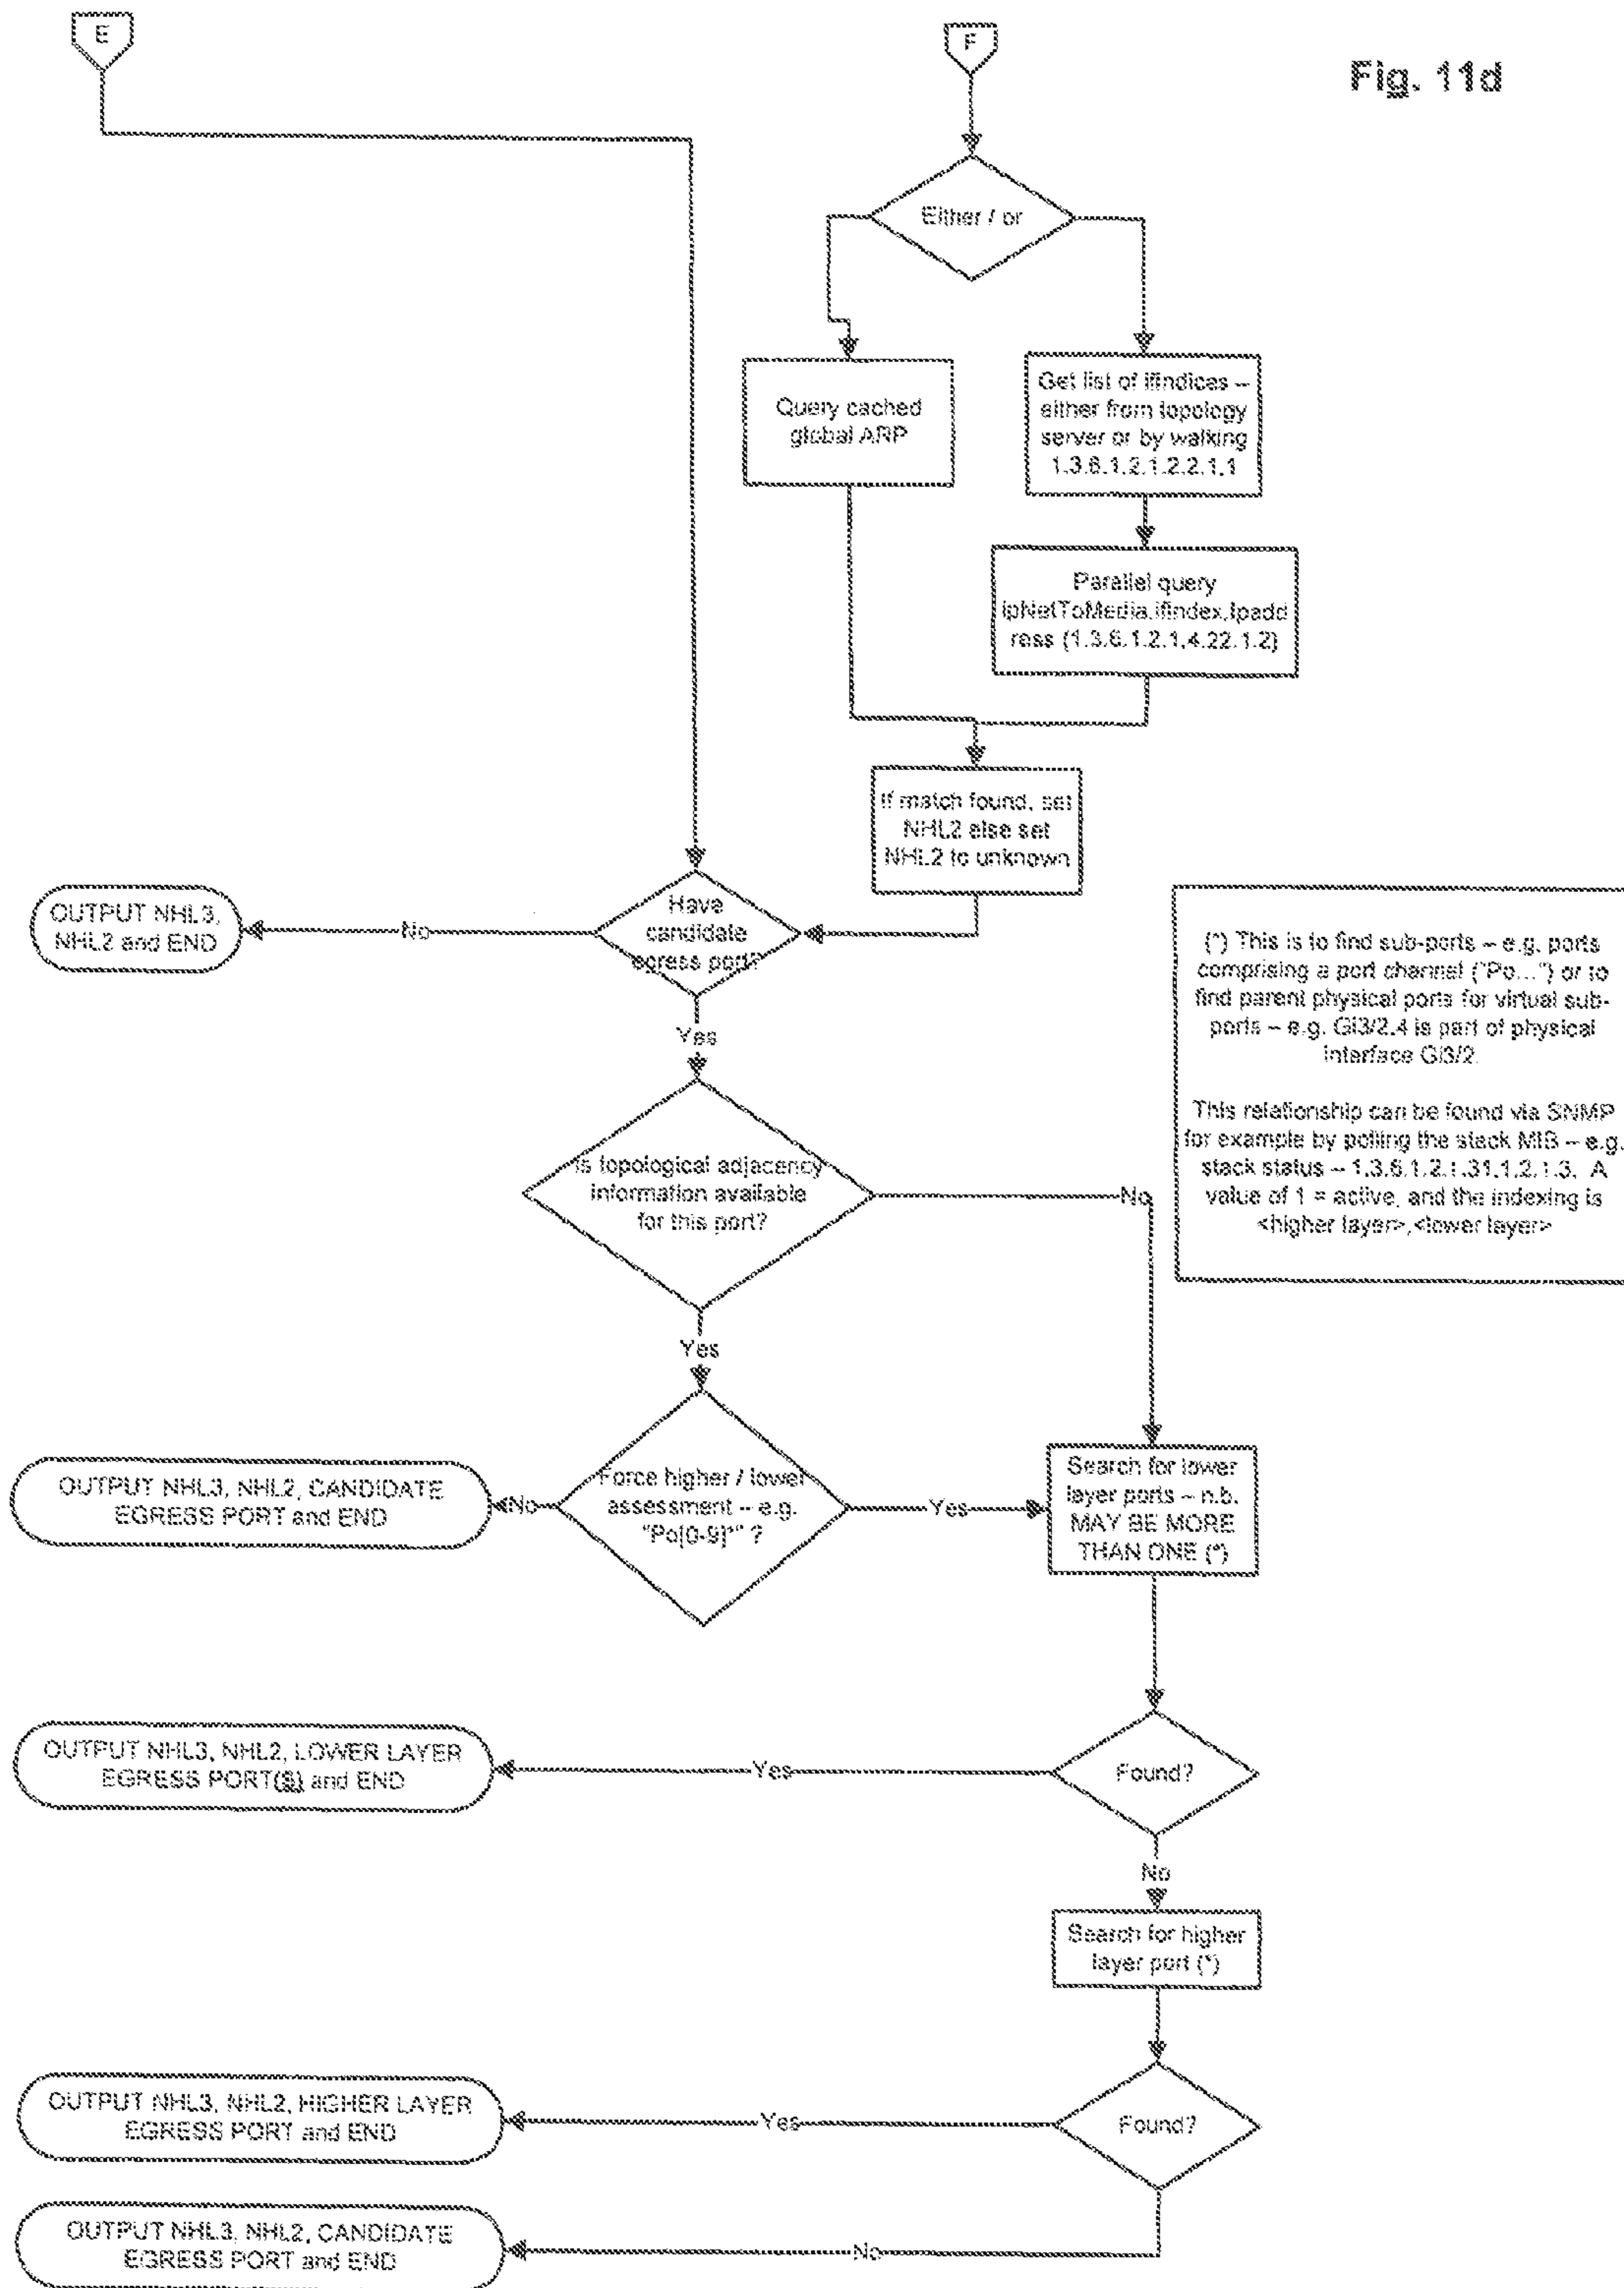 E
F
Fig. 11d
Either / or
Query cached
global ARP
Get list of ifindices –
either from topology
server or by walking
1.3.6.1.2.1.2.2.1.1
Parallel query
ipNetToMedia.ifindex.ipadd
ress (1.3.6.1.2.1.4.22.1.2)
If match found, set
NHL2 else set
NHL2 to unknown
Have
candidate
egress port?
No
OUTPUT NHL3,
NHL2 and END
Yes
(*) This is to find sub-ports – e.g. ports
comprising a port channel ("Po...") or to
find parent physical ports for virtual sub-
ports – e.g. Gi3/2.4 is part of physical
interface Gi3/2.
This relationship can be found via SNMP
for example by polling the stack MIB – e.g.
stack status – 1.3.6.1.2.1.31.1.2.1.3. A
value of 1 = active, and the indexing is
<higher layer>.<lower layer>
Is topological adjacency
information available
for this port?
No
Yes
Force higher / lower
assessment – e.g.
"Po[0-9]*" ?
No
OUTPUT NHL3, NHL2, CANDIDATE
EGRESS PORT and END
Yes
Search for lower
layer ports – n.b.
MAY BE MORE
THAN ONE (*)
Found?
Yes
OUTPUT NHL3, NHL2, LOWER LAYER
EGRESS PORT(S) and END
No
Search for higher
layer port (*)
Found?
Yes
OUTPUT NHL3, NHL2, HIGHER LAYER
EGRESS PORT and END
No
OUTPUT NHL3, NHL2, CANDIDATE
EGRESS PORT and END